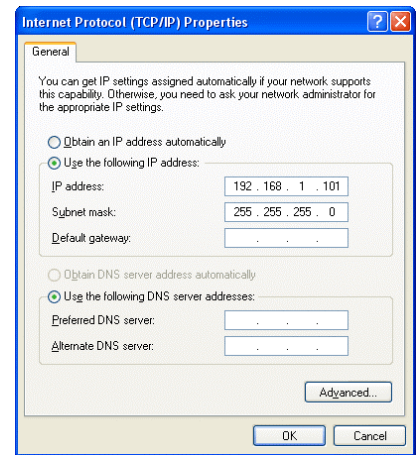 Internet Protocol (TCP/IP) Properties
General
You can get IP settings assigned automatically if your network supports
this capability. Otherwise, you need to ask your network administrator for
the appropriate IP settings.
Obtain an IP address automatically
Use the following IP address:
IP address: 192 . 168 . 1 . 101
Subnet mask: 255 . 255 . 255 . 0
Default gateway: . . .
Obtain DNS server address automatically
Use the following DNS server addresses:
Preferred DNS server: . . .
Alternate DNS server: . . .
Advanced...
OK Cancel